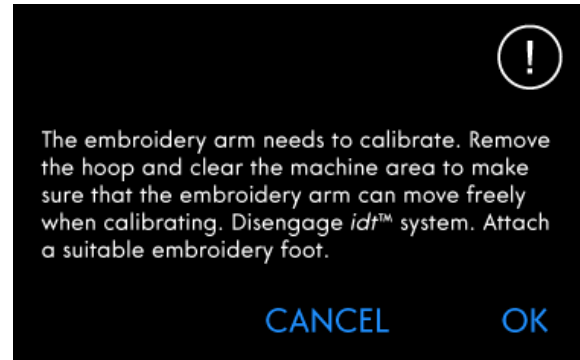 !
The embroidery arm needs to calibrate. Remove
the hoop and clear the machine area to make
sure that the embroidery arm can move freely
when calibrating. Disengage idt™ system. Attach
a suitable embroidery foot.
CANCEL OK